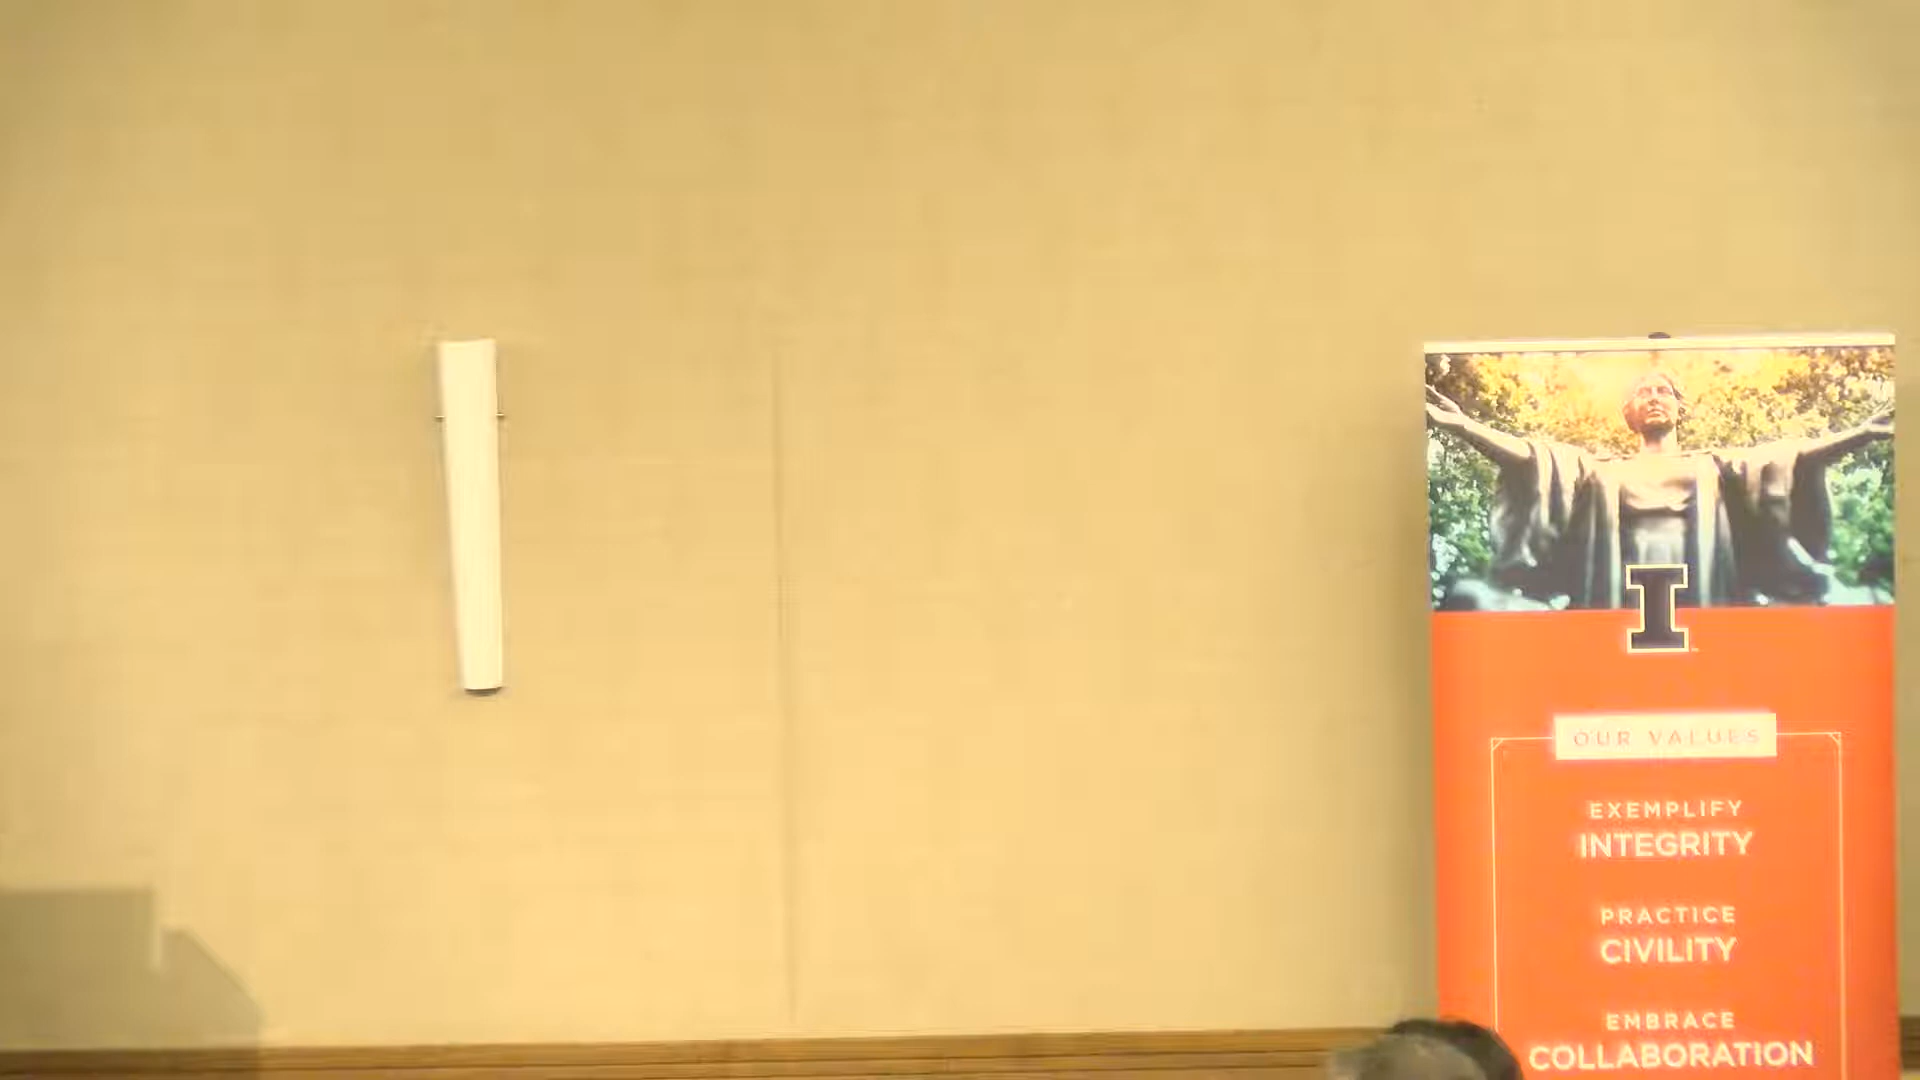 I
OUR VALUES
EXEMPLIFY
INTEGRITY
PRACTICE
CIVILITY
EMBRACE
COLLABORATION